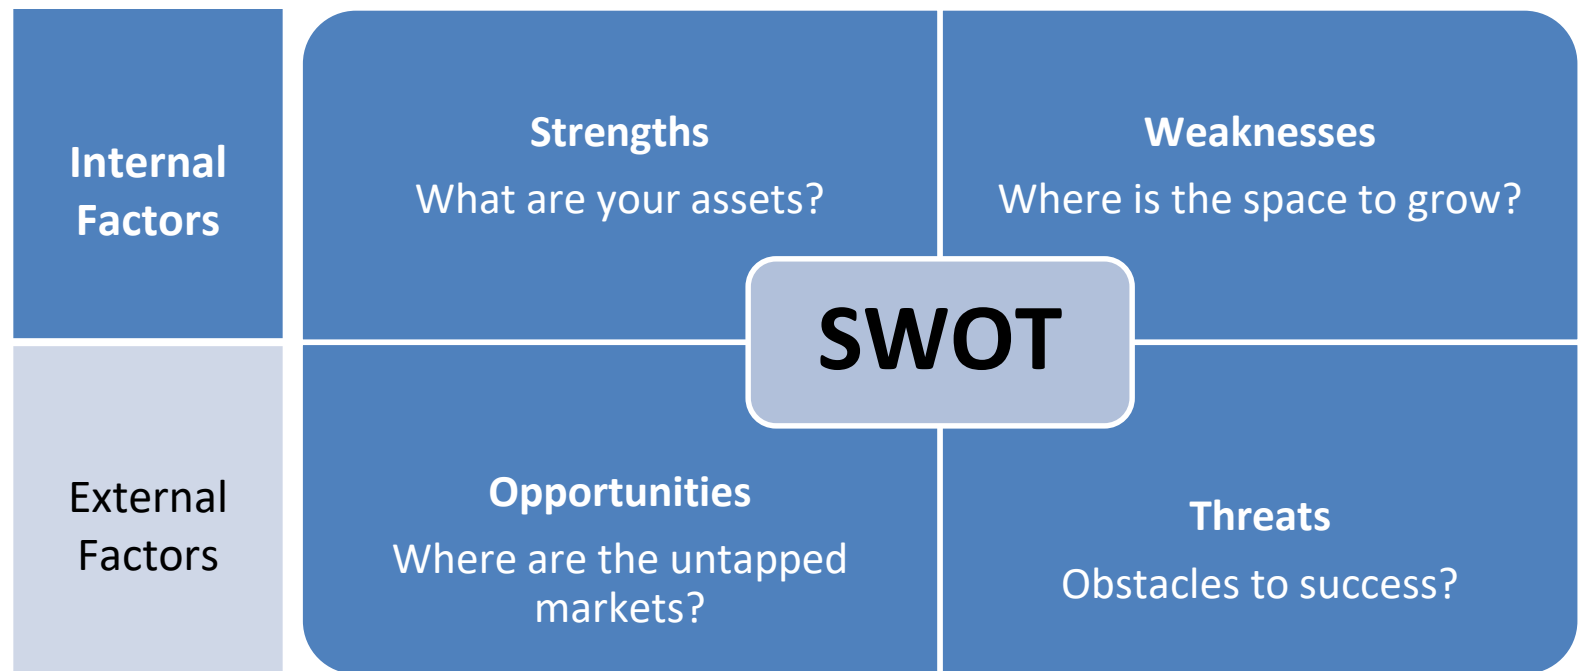 Internal
Factors
Strengths
What are your assets?
Weaknesses
Where is the space to grow?
SWOT
External
Factors
Opportunities
Where are the untapped
markets?
Threats
Obstacles to success?